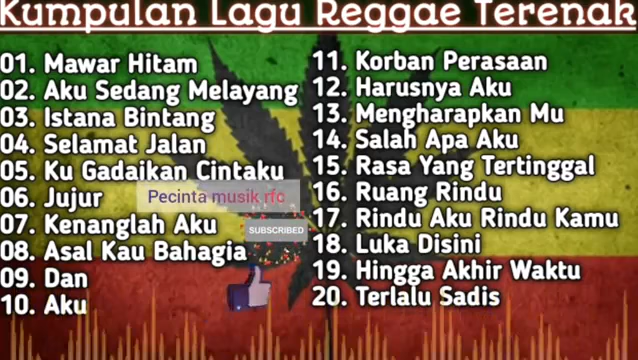 Kumpulan Lagu Reggae Terenak
01. Mawar Hitam
02. Aku Sedang Melayang
03. Istana Bintang
04. Selamat Jalan
05. Ku Gadaikan Cintaku
06. Jujur
07. Kenanglah Aku
08. Asal Kau Bahagia
09. Dan
10. Aku
11. Korban Perasaan
12. Harusnya Aku
13. Mengharapkan Mu
14. Salah Apa Aku
15. Rasa Yang Tertinggal
16. Ruang Rindu
17. Rindu Aku Rindu Kamu
18. Luka Disini
19. Hingga Akhir Waktu
20. Terlalu Sadis
Pecinta musik rfc
SUBSCRIBED